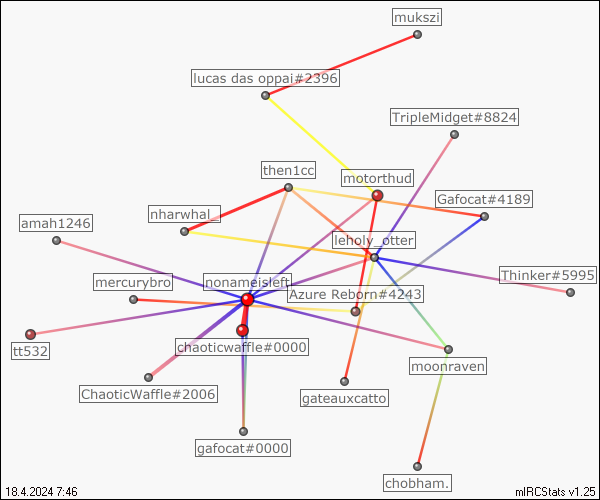 mukszi
lucas das oppai#2396
TripleMidget#8824
then1cc
motorthud
Gafocat#4189
nharwhal_
amah1246
leholy_otter
mercurybro
nonameisleft
Thinker#5995
Azure Reborn#4243
tt532
chaoticwaffle#0000
moonraven
ChaoticWaffle#2006
gateauxcatto
gafocat#0000
chobham.
18.4.2024 7:46
mIRCStats v1.25